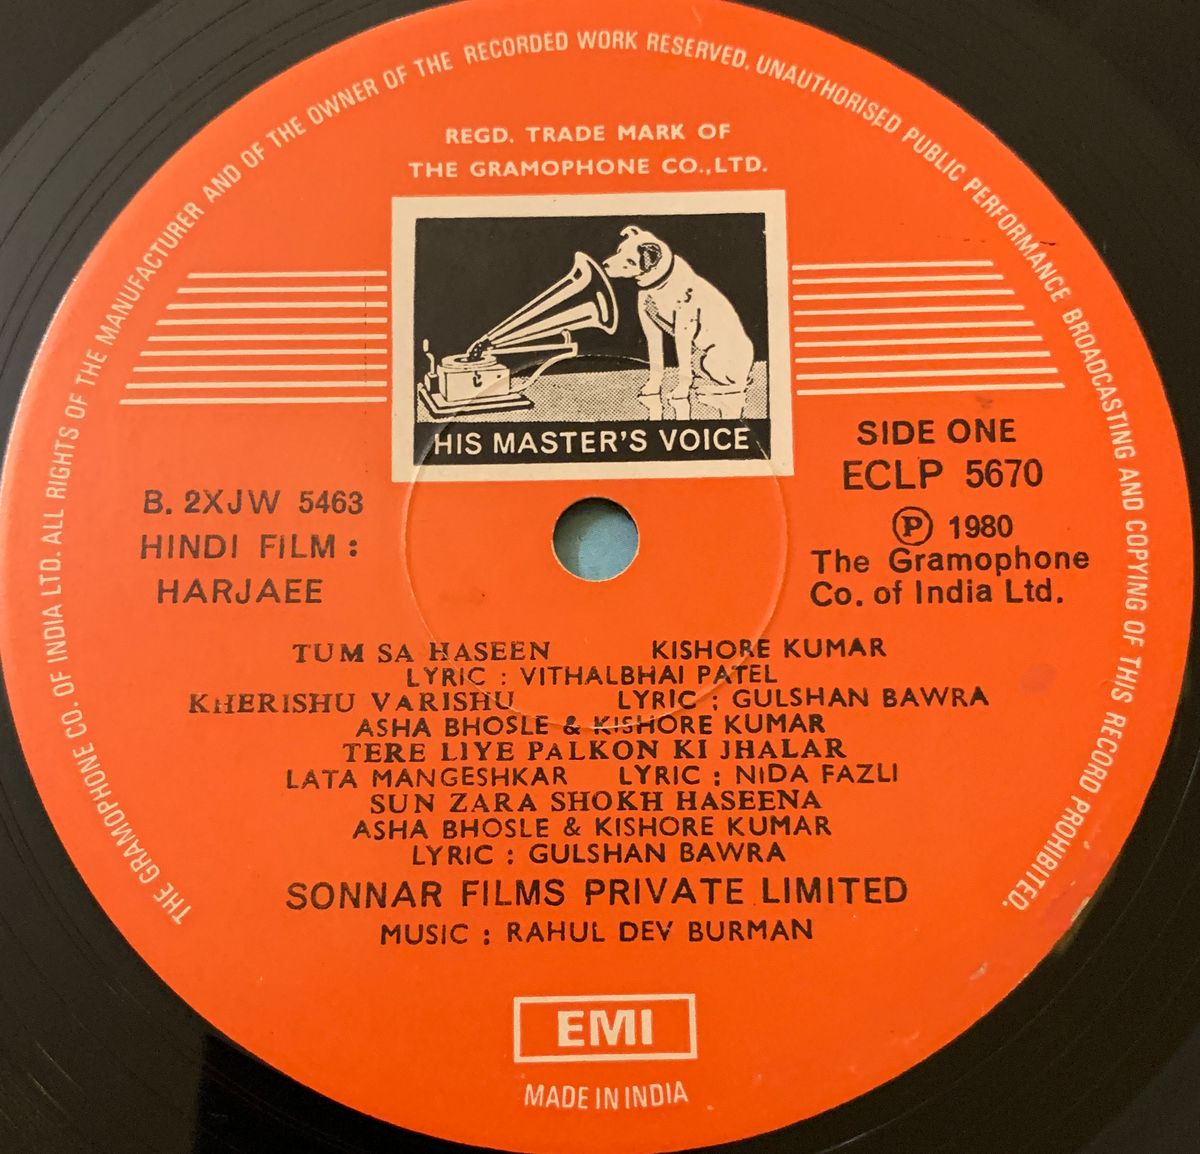 THE GRAMOPHONE CO. OF INDIA LTD. ALL RIGHTS OF THE MANUFACTURER AND OF THE OWNER OF THE RECORDED WORK RESERVED. UNAUTHORISED PUBLIC PERFORMANCE BROADCASTING AND COPYING OF THIS RECORD PROHIBITED.
REGD. TRADE MARK OF
THE GRAMOPHONE CO., LTD.
HIS MASTER'S VOICE
SIDE ONE
ECLP 5670
Ⓟ 1980
The Gramophone
Co. of India Ltd.
B. 2XJW 5463
HINDI FILM :
HARJAEE
TUM SA HASEEN KISHORE KUMAR
LYRIC : VITHALBHAI PATEL
KHERISHU VARISHU LYRIC : GULSHAN BAWRA
ASHA BHOSLE & KISHORE KUMAR
TERE LIYE PALKON KI JHALAR
LATA MANGESHKAR LYRIC : NIDA FAZLI
SUN ZARA SHOKH HASEENA
ASHA BHOSLE & KISHORE KUMAR
LYRIC : GULSHAN BAWRA
SONNAR FILMS PRIVATE LIMITED
MUSIC : RAHUL DEV BURMAN
EMI
MADE IN INDIA